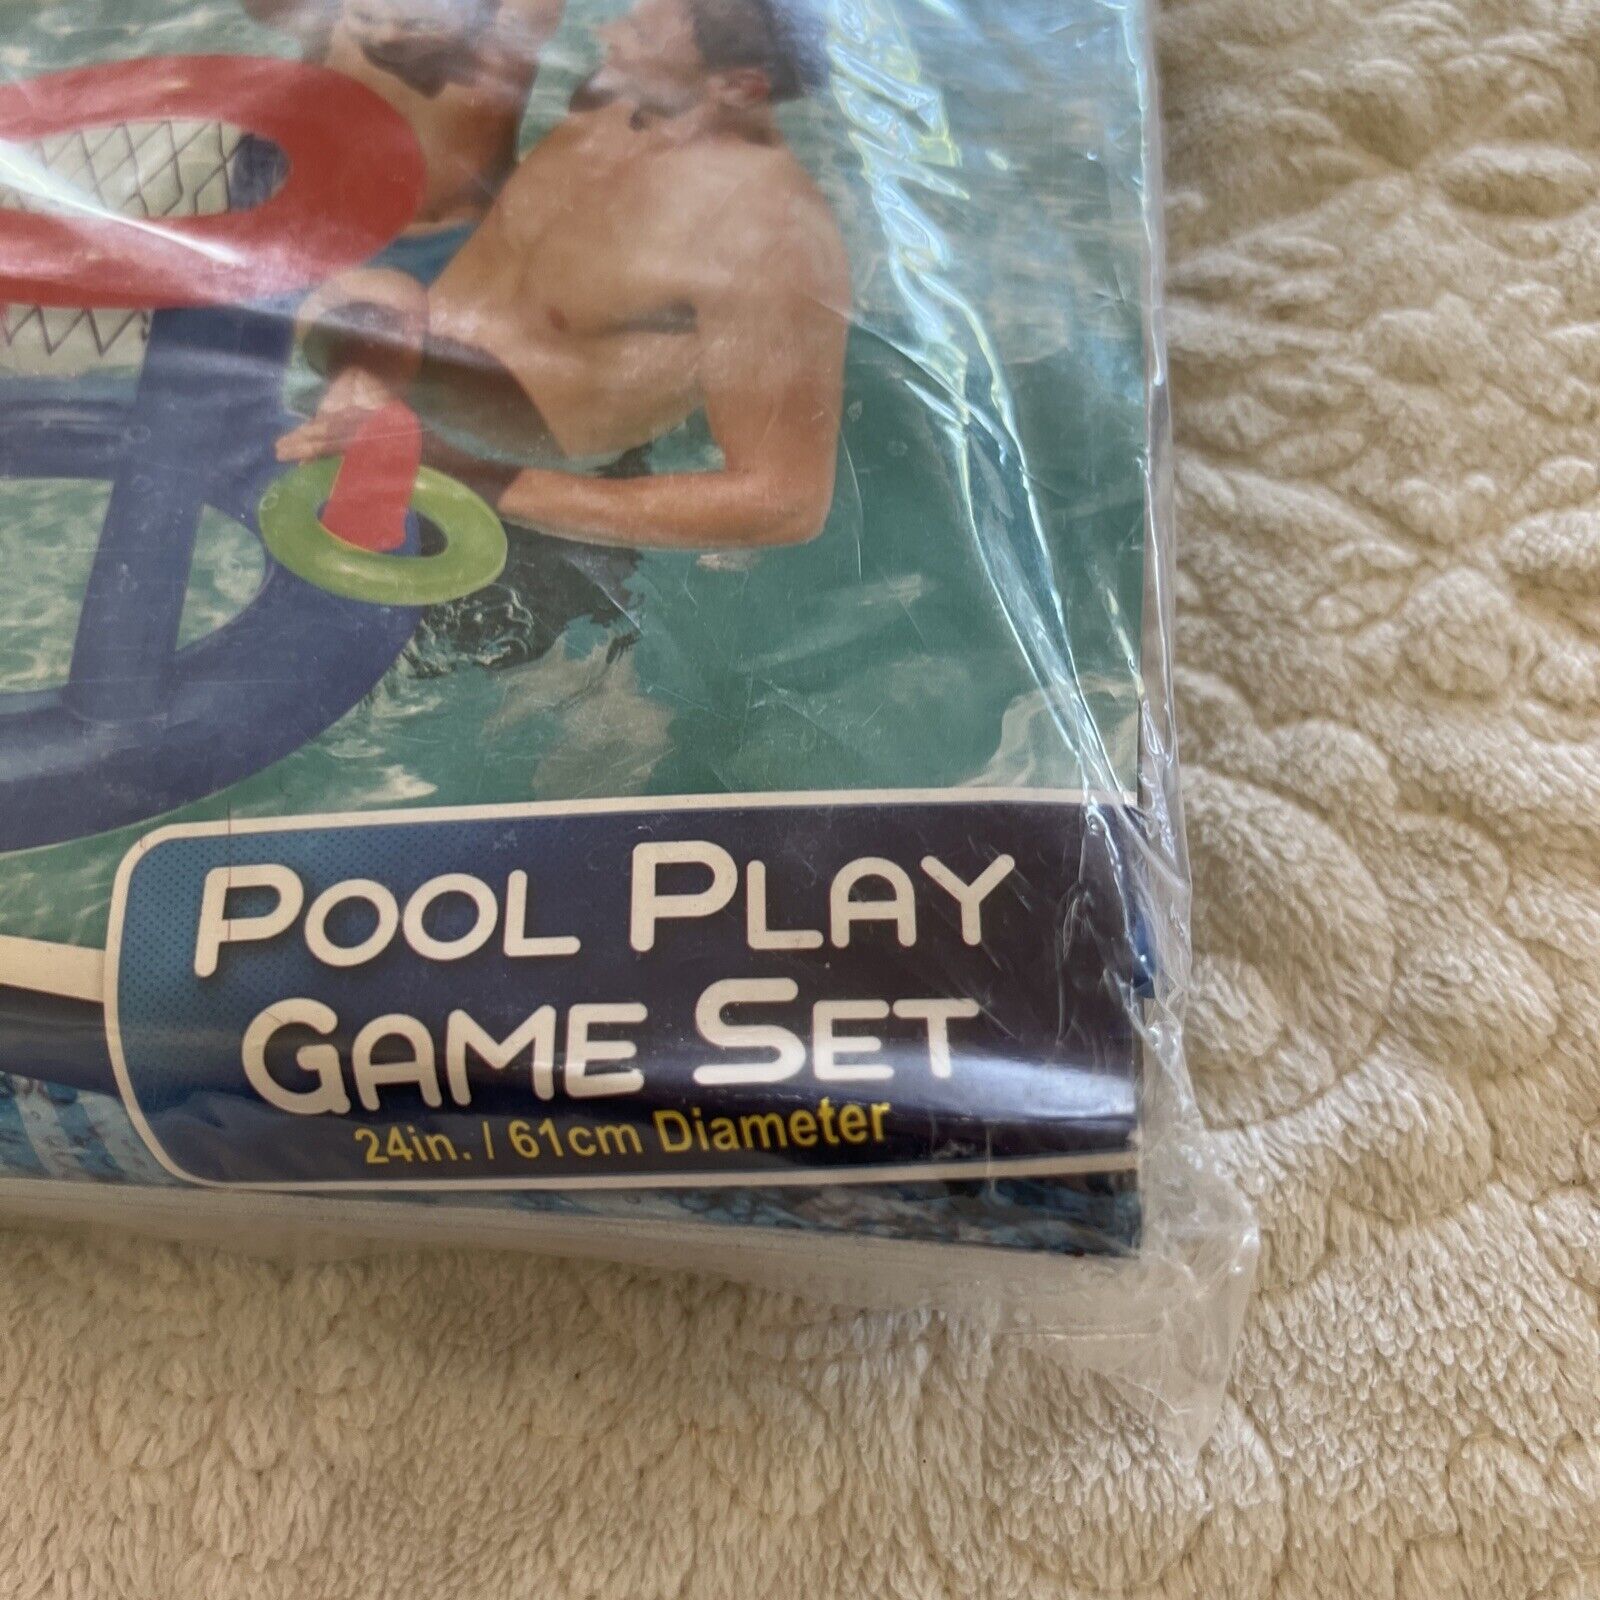 POOL PLAY
GAME SET
24in. / 61cm Diameter